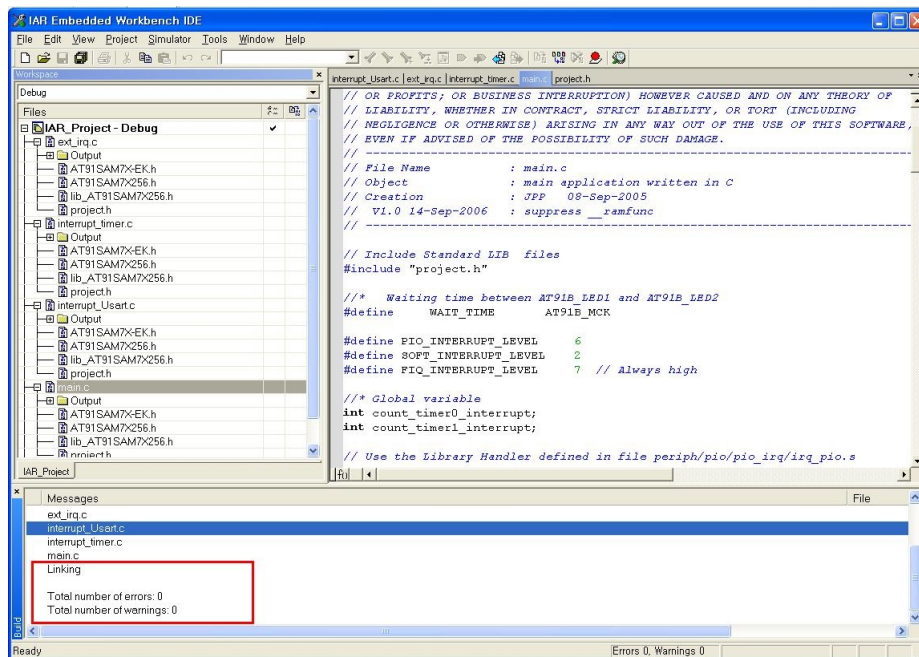 IAR Embedded Workbench IDE
File Edit View Project Simulator Tools Window Help
Workspace
Debug
Files
IAR_Project - Debug
ext_irq.c
Output
AT91SAM7X-EK.h
AT91SAM7X256.h
lib_AT91SAM7X256.h
project.h
interrupt_timer.c
Output
AT91SAM7X-EK.h
AT91SAM7X256.h
lib_AT91SAM7X256.h
project.h
interrupt_Usart.c
Output
AT91SAM7X-EK.h
AT91SAM7X256.h
lib_AT91SAM7X256.h
project.h
main.c
Output
AT91SAM7X-EK.h
AT91SAM7X256.h
lib_AT91SAM7X256.h
project.h
IAR_Project
interrupt_Usart.c | ext_irq.c | interrupt_timer.c | main.c | project.h
// OR PROFITS; OR BUSINESS INTERRUPTION) HOWEVER CAUSED AND ON ANY THEORY OF
// LIABILITY, WHETHER IN CONTRACT, STRICT LIABILITY, OR TORT (INCLUDING
// NEGLIGENCE OR OTHERWISE) ARISING IN ANY WAY OUT OF THE USE OF THIS SOFTWARE,
// EVEN IF ADVISED OF THE POSSIBILITY OF SUCH DAMAGE.
// ----------------------------------------------------------------------------
// File Name : main.c
// Object : main application written in C
// Creation : JPP 08-Sep-2005
// V1.0 14-Sep-2006 : suppress __ramfunc
// ----------------------------------------------------------------------------
// Include Standard LIB files
#include "project.h"
//* Waiting time between AT91B_LED1 and AT91B_LED2
#define WAIT_TIME AT91B_MCK
#define PIO_INTERRUPT_LEVEL 6
#define SOFT_INTERRUPT_LEVEL 2
#define FIQ_INTERRUPT_LEVEL 7 // Always high
//* Global variable
int count_timer0_interrupt;
int count_timer1_interrupt;
// Use the Library Handler defined in file periph/pio/pio_irq/irq_pio.s
f()
Messages File
ext_irq.c
interrupt_Usart.c
interrupt_timer.c
main.c
Linking
Total number of errors: 0
Total number of warnings: 0
Build
Ready Errors 0, Warnings 0